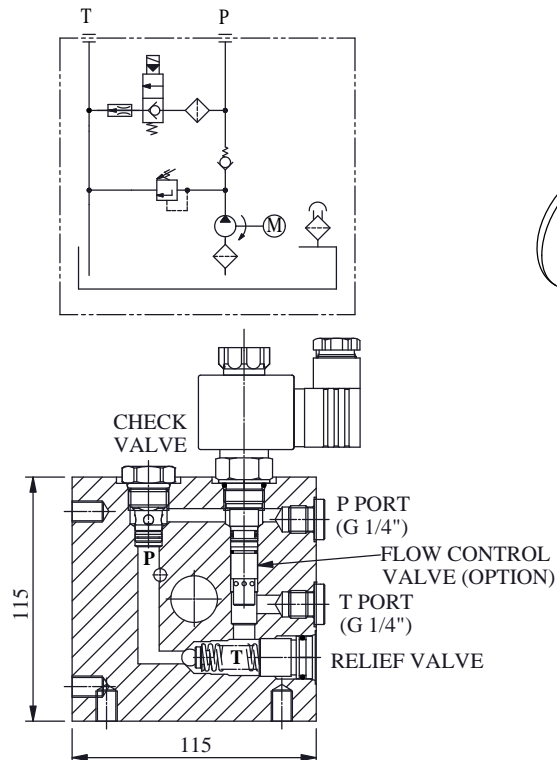 T P
M
CHECK
VALVE
P PORT
(G 1/4")
P
FLOW CONTROL
VALVE (OPTION)
T PORT
(G 1/4")
T
RELIEF VALVE
115
115